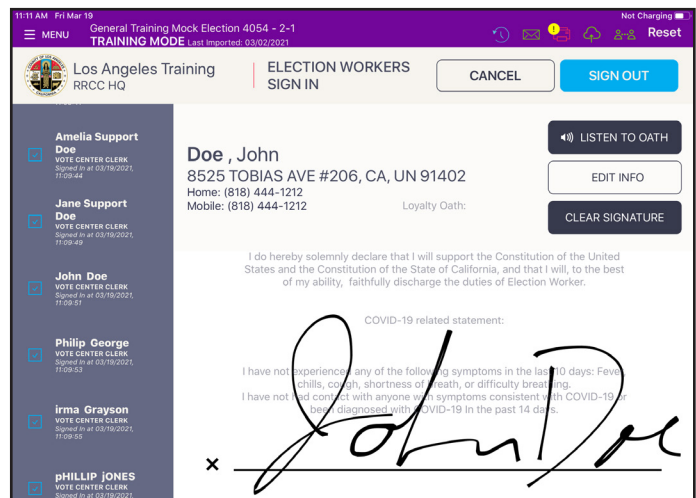 11:11 AM Fri Mar 19
Not Charging
MENU
General Training Mock Election 4054 - 2-1
TRAINING MODE Last Imported: 03/02/2021
Reset
Los Angeles Training
RRCC HQ
ELECTION WORKERS
SIGN IN
CANCEL
SIGN OUT
Amelia Support
Doe
VOTE CENTER CLERK
Signed In at 03/19/2021,
11:09:44
Jane Support
Doe
VOTE CENTER CLERK
Signed In at 03/19/2021,
11:09:49
John Doe
VOTE CENTER CLERK
Signed In at 03/19/2021,
11:09:51
Philip George
VOTE CENTER CLERK
Signed In at 03/19/2021,
11:09:53
irma Grayson
VOTE CENTER CLERK
Signed In at 03/19/2021,
11:09:55
pHILLIP jONES
VOTE CENTER CLERK
Signed In at 03/19/2021,
Doe , John
8525 TOBIAS AVE #206, CA, UN 91402
Home: (818) 444-1212
Mobile: (818) 444-1212
Loyalty Oath:
LISTEN TO OATH
EDIT INFO
CLEAR SIGNATURE
I do hereby solemnly declare that I will support the Constitution of the United
States and the Constitution of the State of California, and that I will, to the best
of my ability, faithfully discharge the duties of Election Worker.
COVID-19 related statement:
I have not experienced any of the following symptoms in the last 10 days: Fever,
chills, cough, shortness of breath, or difficulty breathing.
I have not had contact with anyone with symptoms consistent with COVID-19 or
been diagnosed with COVID-19 In the past 14 days.
× John Doe